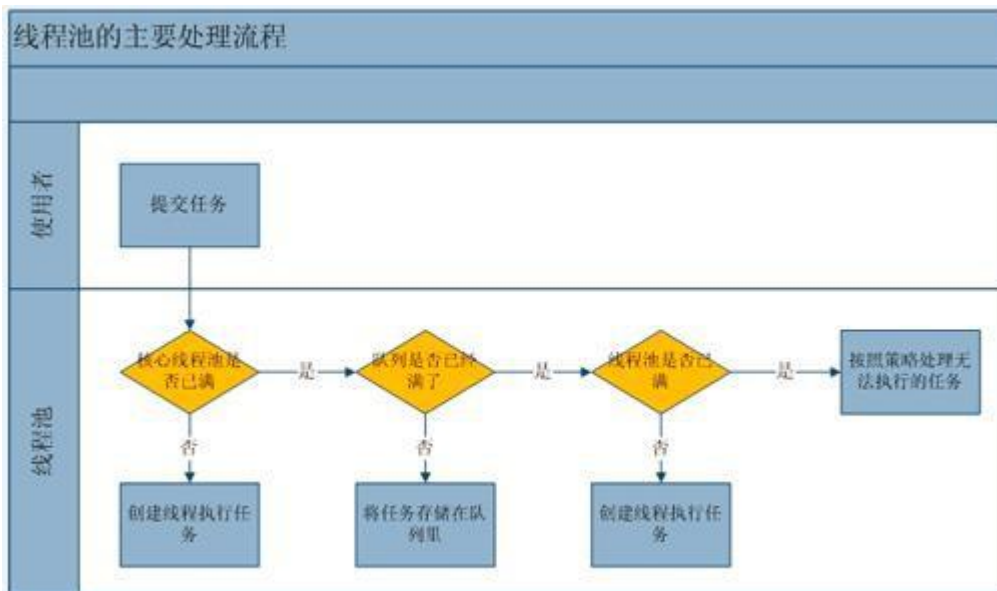 线程池的主要处理流程
使用者
提交任务
线程池
核心线程池是
否已满
是
队列是否已经
满了
是
线程池是否已
满
是
按照策略处理无
法执行的任务
否
否
否
创建线程执行任
务
将任务存储在队
列里
创建线程执行任
务